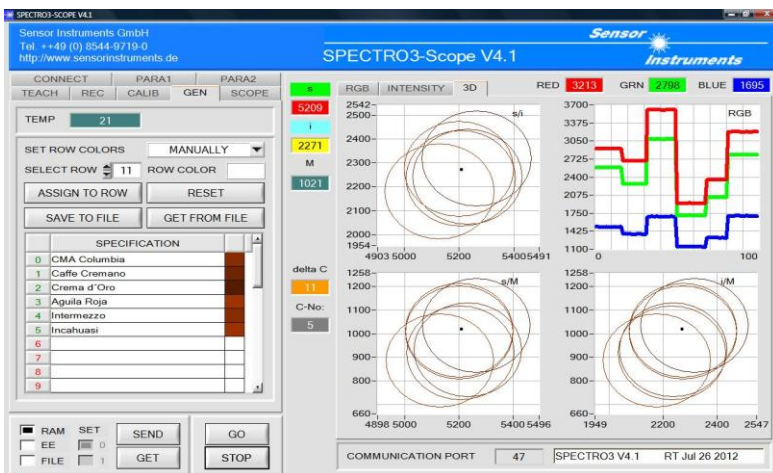 SPECTRO3-SCOPE V4.1
Sensor Instruments GmbH
Tel. ++49 (0) 8544-9719-0
http://www.sensorinstruments.de
SPECTRO3-Scope V4.1
Sensor
Instruments
CONNECT PARA1 PARA2
TEACH REC CALIB GEN SCOPE
TEMP 21
SET ROW COLORS MANUALLY
SELECT ROW 11 ROW COLOR
ASSIGN TO ROW RESET
SAVE TO FILE GET FROM FILE
SPECIFICATION
0 CMA Columbia
1 Caffe Cremano
2 Crema d´Oro
3 Aguila Roja
4 Intermezzo
5 Incahuasi
6
7
8
9
RAM SET
EE 0
FILE 1
SEND GO
GET STOP
s
5209
i
2271
M
1021
delta C
11
C-No:
5
RGB INTENSITY 3D
RED 3213 GRN 2798 BLUE 1695
s/i
2542
2500
2400
2300
2200
2100
2000
1954
4903 5000 5200 5400 5491
RGB
3700
3375
3050
2725
2400
2075
1750
1425
1100
0 100
s/M
1258
1200
1100
1000
900
800
660
4898 5000 5200 5400 5496
i/M
1258
1200
1100
1000
900
800
660
1949 2200 2400 2547
COMMUNICATION PORT 47 SPECTRO3 V4.1 RT Jul 26 2012